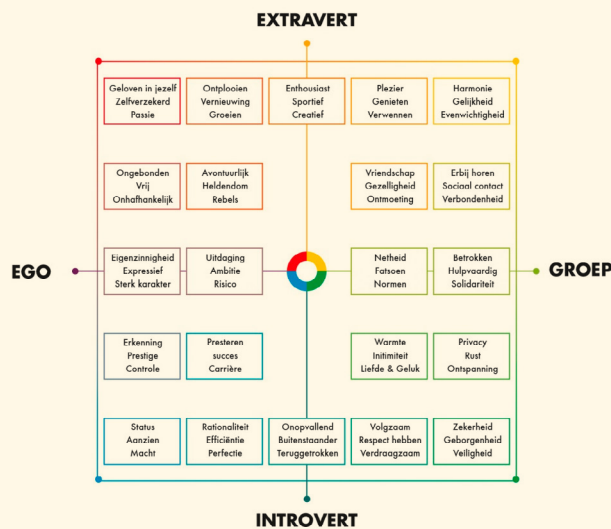 EXTRAVERT
Geloven in jezelf
Zelfverzekerd
Passie
Ontplooien
Vernieuwing
Groeien
Enthousiast
Sportief
Creatief
Plezier
Genieten
Verwennen
Harmonie
Gelijkheid
Evenwichtigheid
Ongebonden
Vrij
Onhafhankelijk
Avontuurlijk
Heldendom
Rebels
Vriendschap
Gezelligheid
Ontmoeting
Erbij horen
Sociaal contact
Verbondenheid
EGO
Eigenzinnigheid
Expressief
Sterk karakter
Uitdaging
Ambitie
Risico
Netheid
Fatsoen
Normen
Betrokken
Hulpvaardig
Solidariteit
GROEP
Erkenning
Prestige
Controle
Presteren
succes
Carrière
Warmte
Initimiteit
Liefde & Geluk
Privacy
Rust
Ontspanning
Status
Aanzien
Macht
Rationaliteit
Efficiëntie
Perfectie
Onopvallend
Buitenstaander
Teruggetrokken
Volgzaam
Respect hebben
Verdraagzaam
Zekerheid
Geborgenheid
Veiligheid
INTROVERT